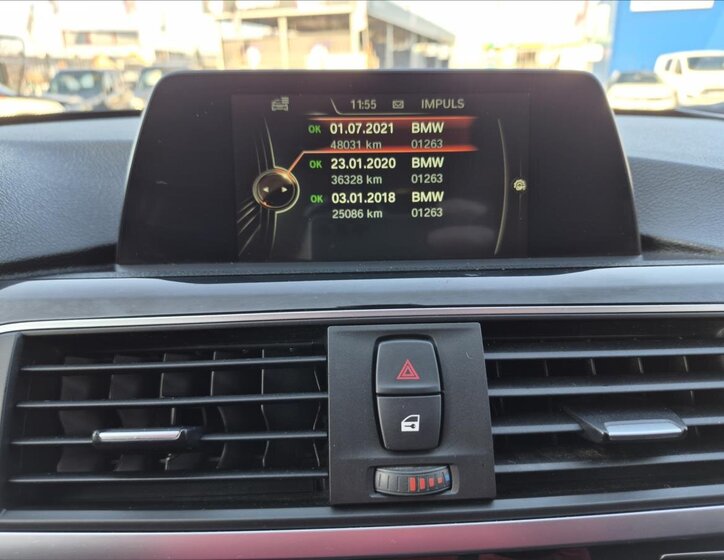 11:55 IMPULS
OK 01.07.2021 BMW
48031 km 01263
OK 23.01.2020 BMW
36328 km 01263
OK 03.01.2018 BMW
25086 km 01263